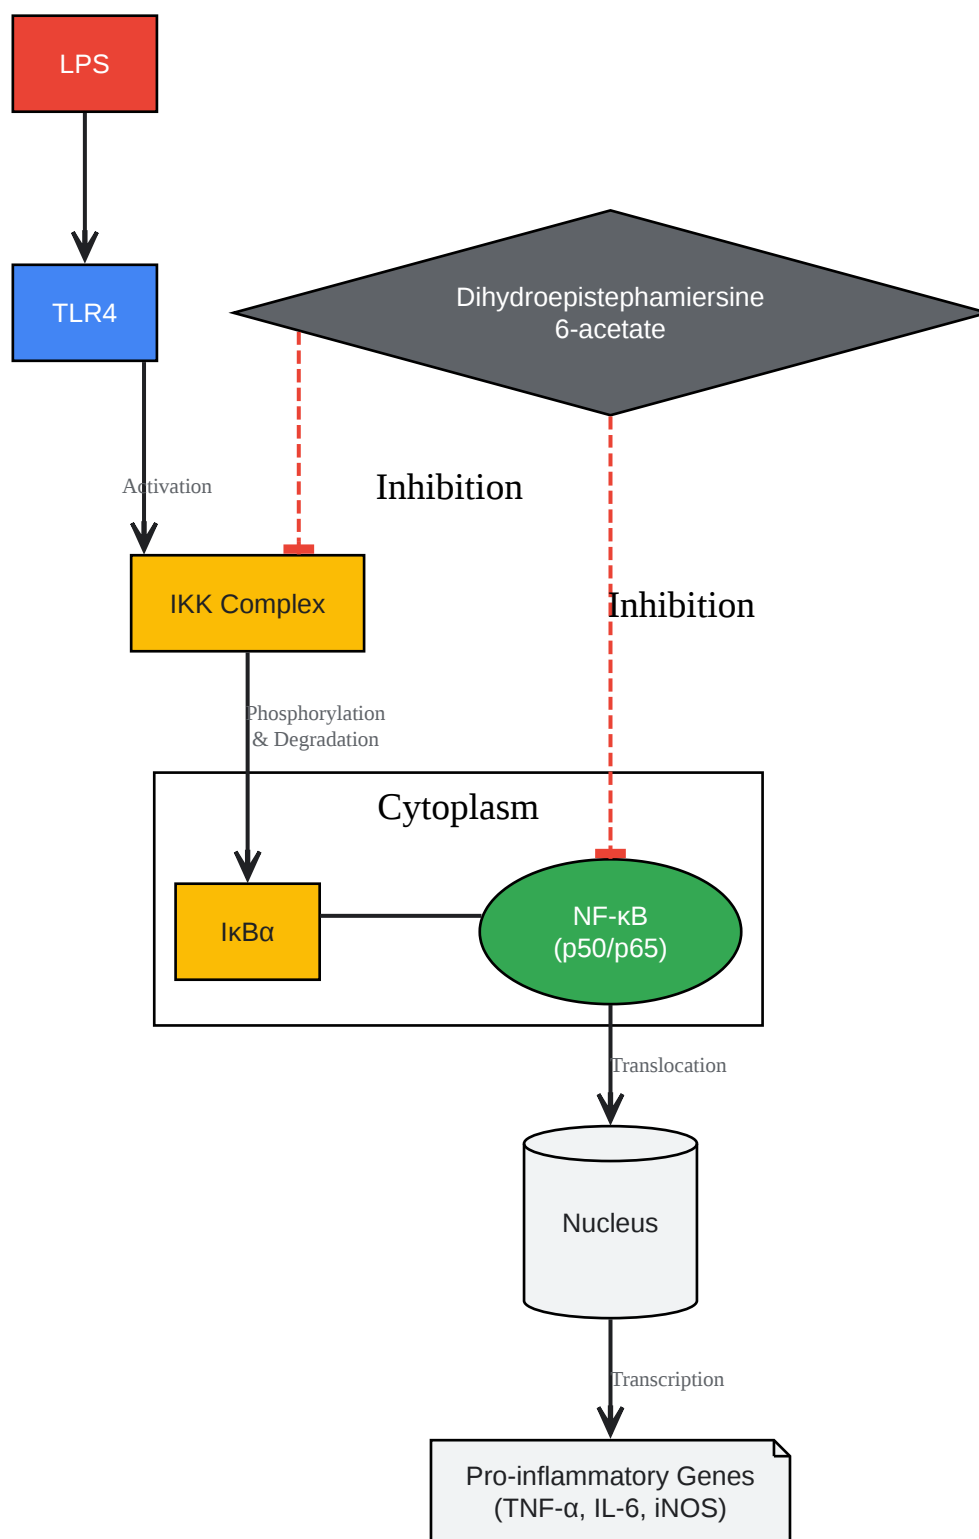 LPS
TLR4
Dihydroepistephamiersine
6-acetate
Activation
Inhibition
IKK Complex
Inhibition
Phosphorylation
& Degradation
Cytoplasm
IκBα
NF-κB
(p50/p65)
Translocation
Nucleus
Transcription
Pro-inflammatory Genes
(TNF-α, IL-6, iNOS)